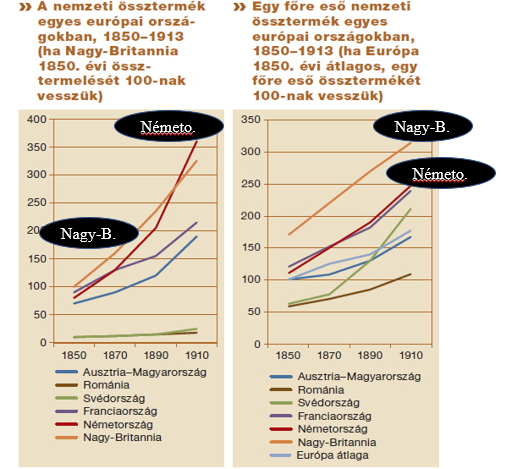 » A nemzeti össztermék
egyes európai orszá-
gokban, 1850–1913
(ha Nagy-Britannia
1850. évi össz-
termelését 100-nak
vesszük)
400
350
300
250
200
150
100
50
0
1850 1870 1890 1910
Németo.
Nagy-B.
Ausztria–Magyarország
Románia
Svédország
Franciaország
Németország
Nagy-Britannia
» Egy főre eső nemzeti
össztermék egyes
európai országokban,
1850–1913 (ha Európa
1850. évi átlagos, egy
főre eső össztermékét
100-nak vesszük)
350
300
250
200
150
100
50
0
1850 1870 1890 1910
Nagy-B.
Németo.
Ausztria–Magyarország
Románia
Svédország
Franciaország
Németország
Nagy-Britannia
Európa átlaga